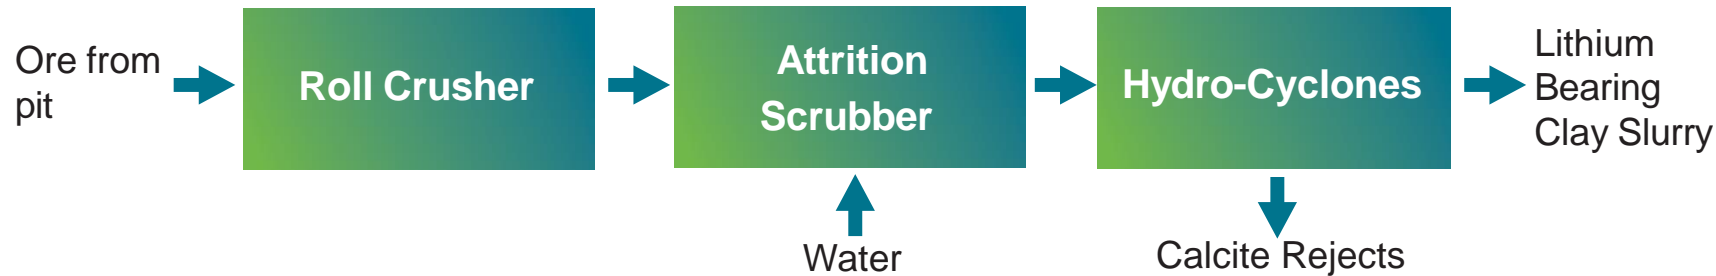 Ore from
pit
Roll Crusher
Attrition
Scrubber
Hydro-Cyclones
Lithium
Bearing
Clay Slurry
Water
Calcite Rejects